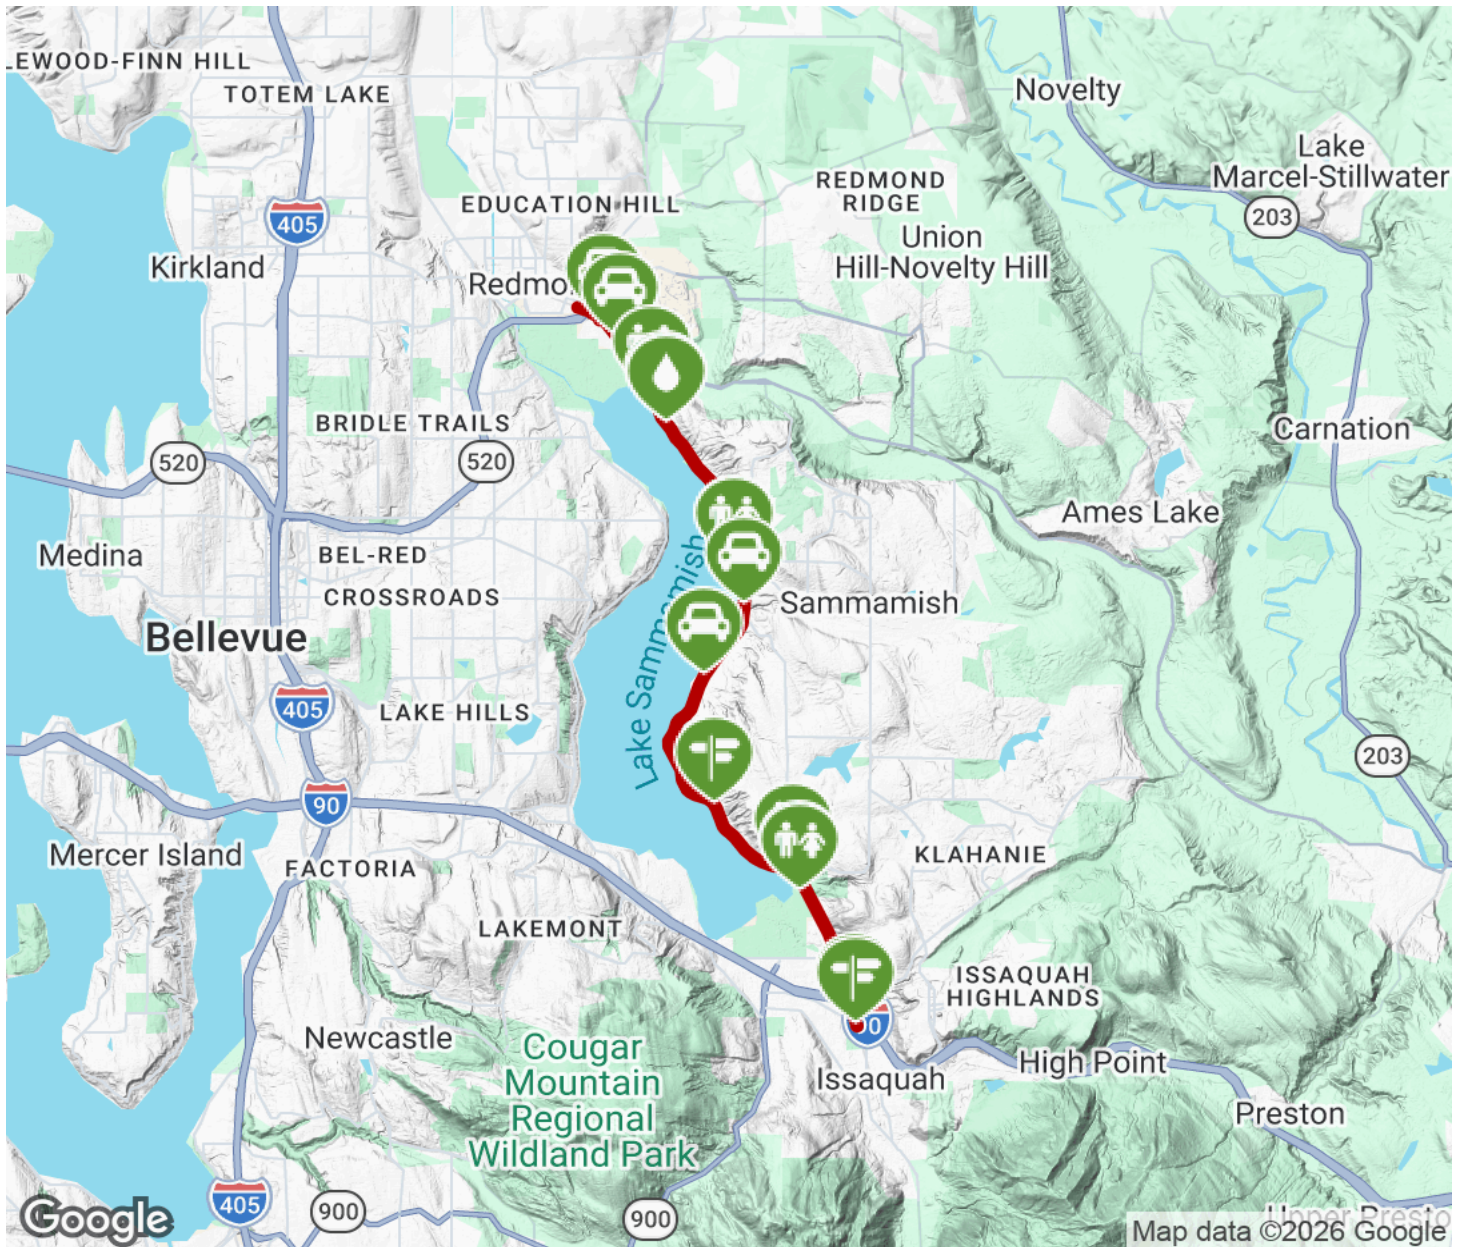 LEWOOD-FINN HILL
TOTEM LAKE
Novelty
Lake
Marcel-Stillwater
REDMOND
RIDGE
EDUCATION HILL
203
405
Union
Hill-Novelty Hill
Kirkland
Redmo
BRIDLE TRAILS
Carnation
520
520
Ames Lake
Medina
BEL-RED
CROSSROADS
Sammamish
Bellevue
Lake Sammamish
405
LAKE HILLS
203
90
Mercer Island
FACTORIA
KLAHANIE
LAKEMONT
ISSAQUAH
HIGHLANDS
90
Newcastle
Cougar
Mountain
Regional
Wildland Park
High Point
Issaquah
Preston
405
900
900
Upper Presto
Google
Map data ©2026 Google